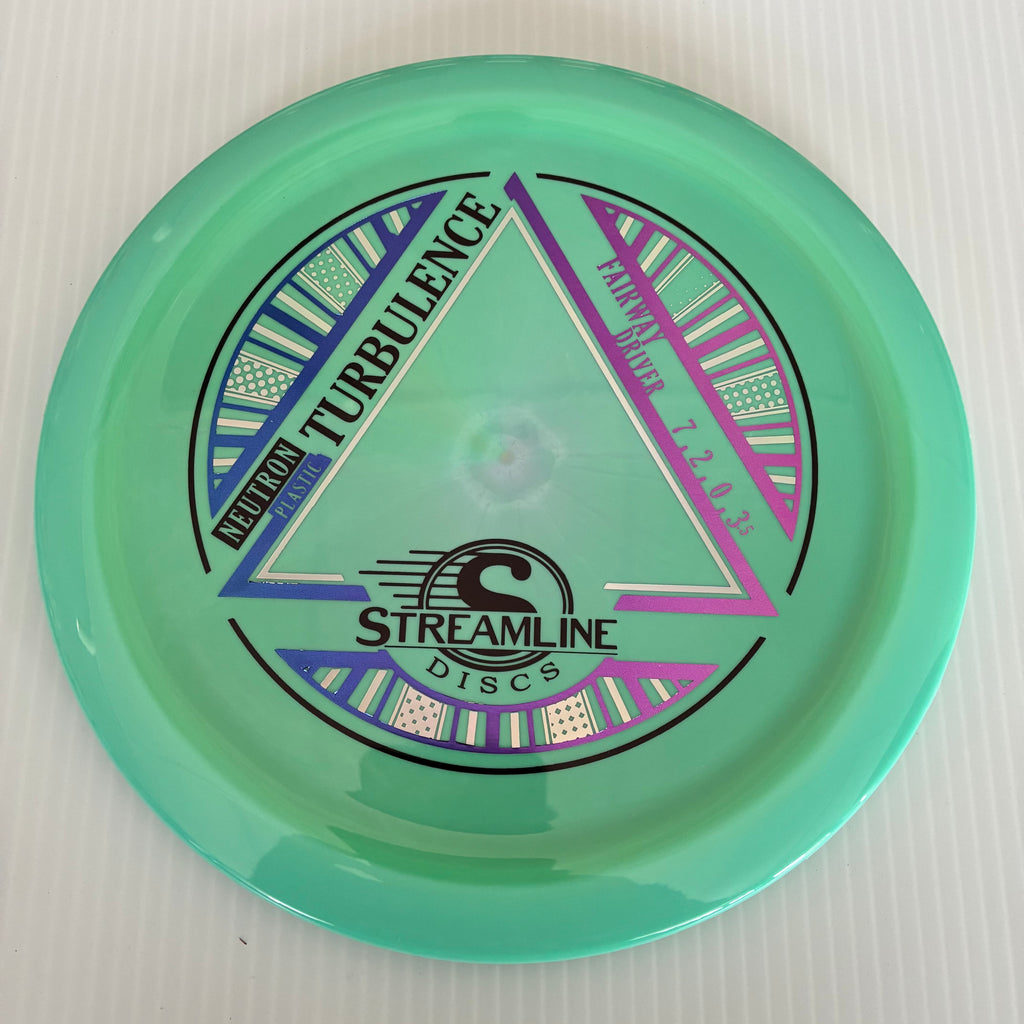 NEUTRON
PLASTIC
TURBULENCE
FAIRWAY
DRIVER
7, 2, 0, 3.5
S
STREAMLINE
DISCS